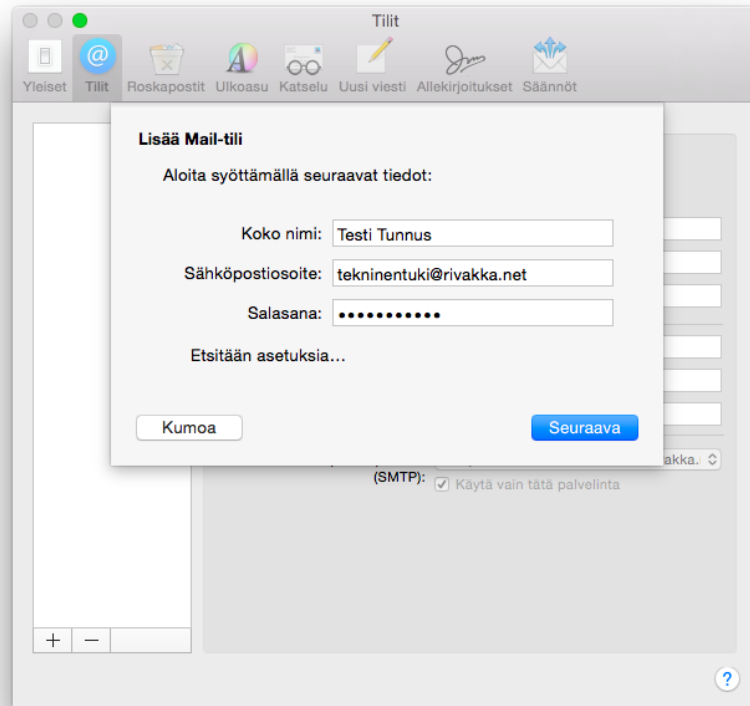 Tilit
Yleiset Tilit Roskapostit Ulkoasu Katselu Uusi viesti Allekirjoitukset Säännöt
Lisää Mail-tili
Aloita syöttämällä seuraavat tiedot:
Koko nimi: Testi Tunnus
Sähköpostiosoite: tekninentuki@rivakka.net
Salasana: •••••••••••
Etsitään asetuksia...
Kumoa Seuraava
akka.
(SMTP): Käytä vain tätä palvelinta
+ −
?